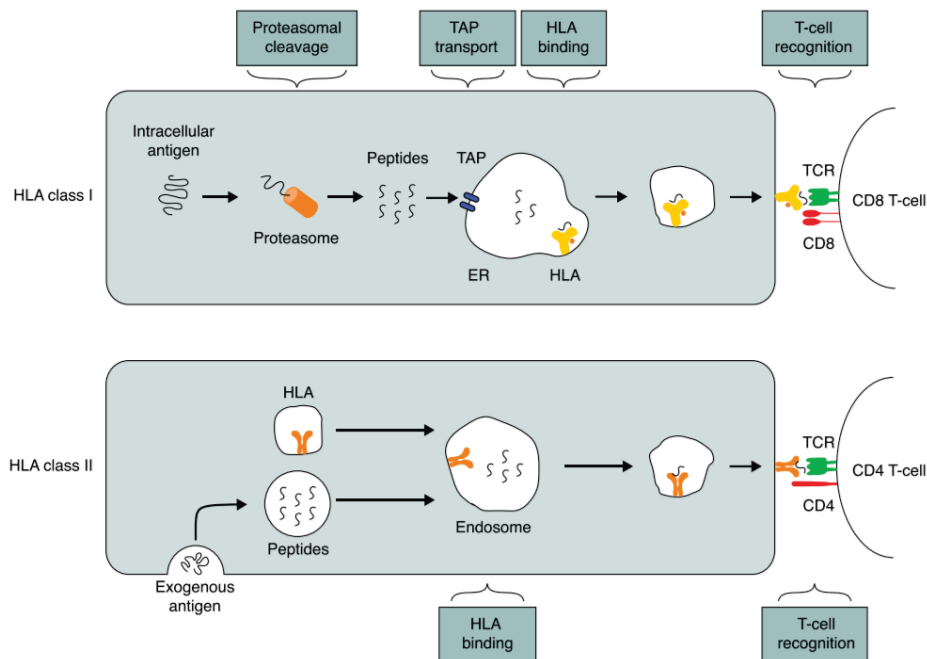 Proteasomal
cleavage
TAP
transport
HLA
binding
T-cell
recognition
HLA class I
Intracellular
antigen
Proteasome
Peptides
TAP
ER
HLA
TCR
CD8
CD8 T-cell
HLA class II
HLA
Peptides
Exogenous
antigen
Endosome
TCR
CD4
CD4 T-cell
HLA
binding
T-cell
recognition